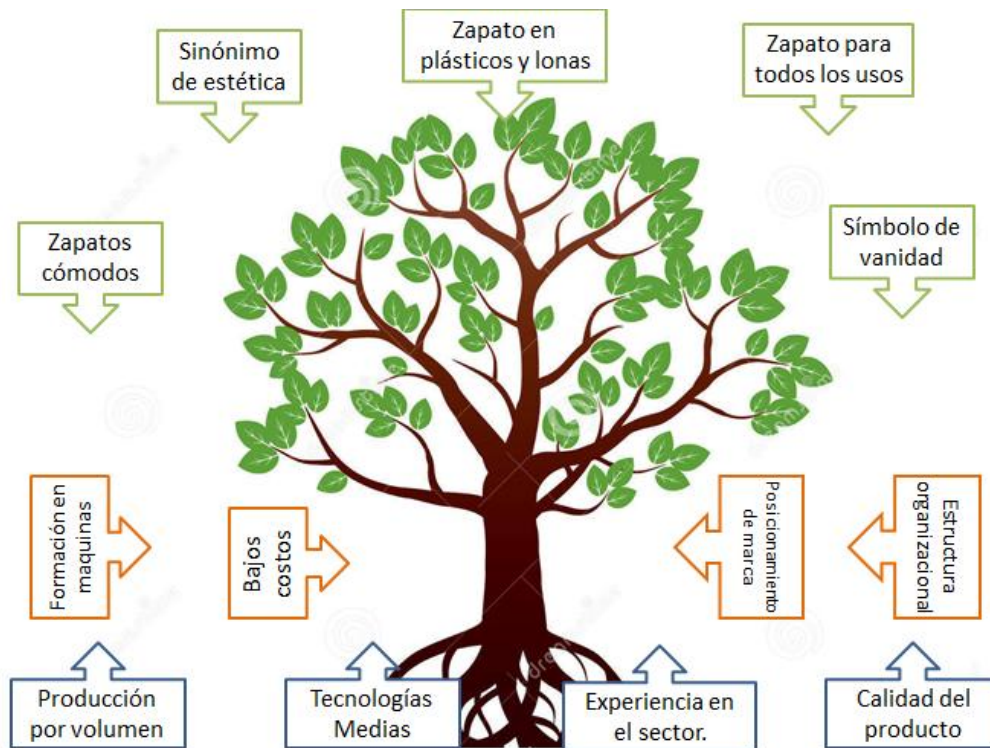 Sinónimo
de estética
Zapato en
plásticos y lonas
Zapato para
todos los usos
Zapatos
cómodos
Símbolo de
vanidad
Formación en
maquinas
Bajos
costos
Posicionamiento
de marca
Estructura
organizacional
Producción
por volumen
Tecnologías
Medias
Experiencia en
el sector.
Calidad del
producto